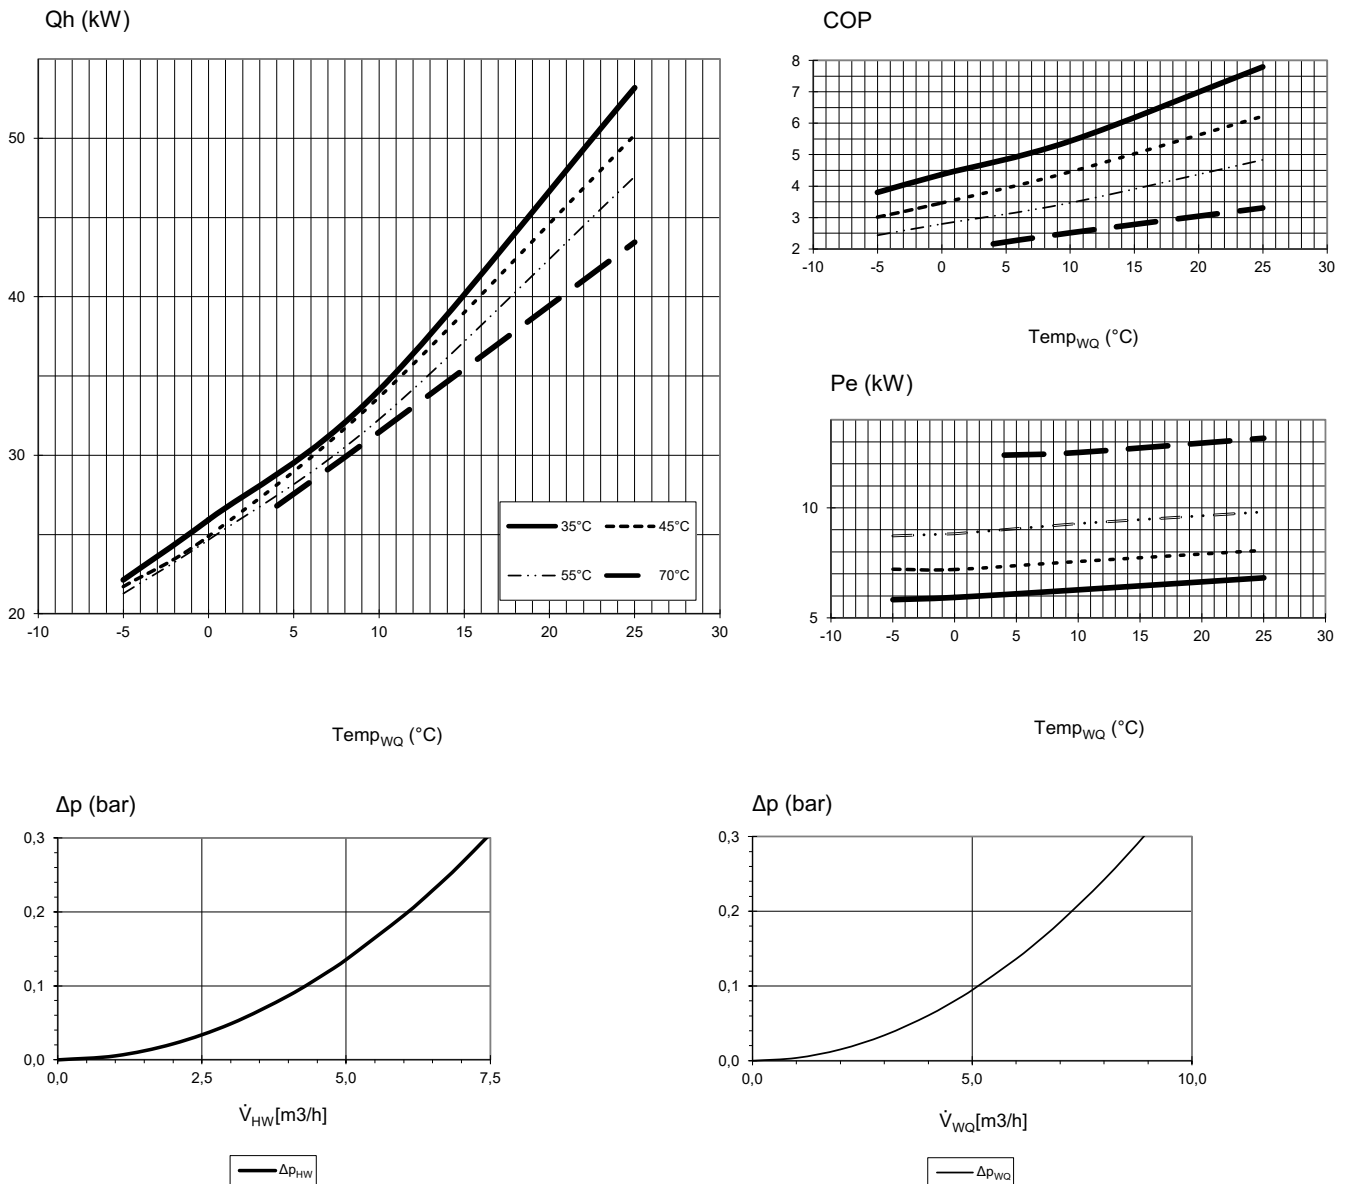 Qh (kW)
50
40
30
20
-10 -5 0 5 10 15 20 25 30
35°C 45°C
55°C 70°C
Temp_WQ (°C)
COP
8
7
6
5
4
3
2
-10 -5 0 5 10 15 20 25 30
Temp_WQ (°C)
Pe (kW)
10
5
-10 -5 0 5 10 15 20 25 30
Temp_WQ (°C)
Δp (bar)
0,3
0,2
0,1
0,0
0,0 2,5 5,0 7,5
V̇_HW[m3/h]
Δp_HW
Δp (bar)
0,3
0,2
0,1
0,0
0,0 5,0 10,0
V̇_WQ[m3/h]
Δp_WQ